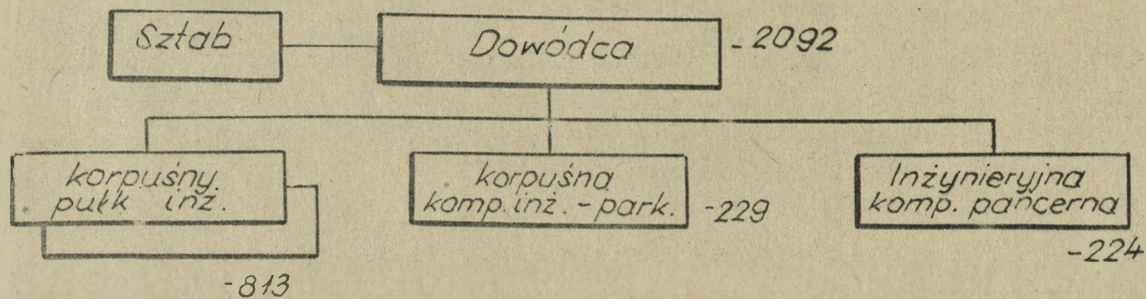 Sztab
Dowódca
- 2092
korpuśny
pułk inż.
-813
korpuśna
komp. inż. - park.
-229
Inżynieryjna
komp. pancerna
-224